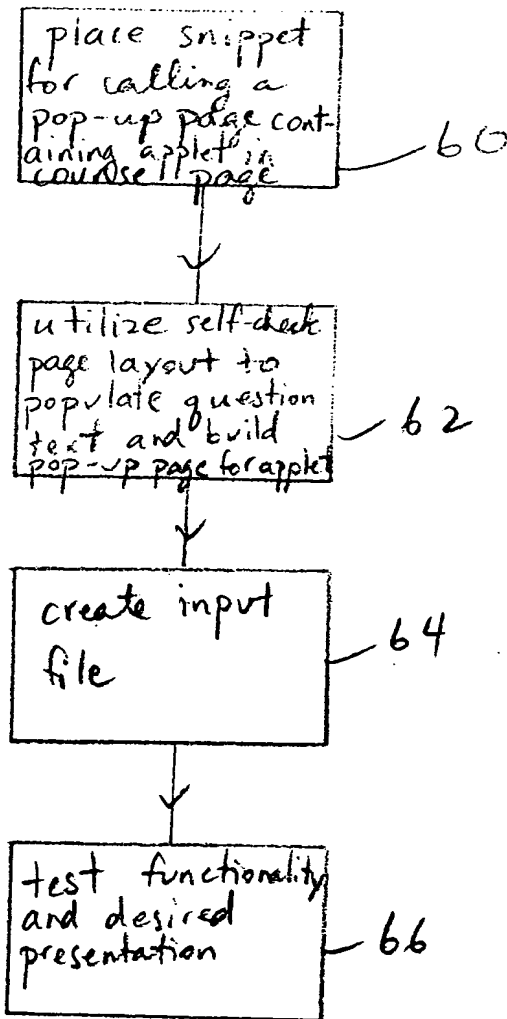 place snippet
for calling a
pop-up page cont-
aining applet in
course page
60
utilize self-check
page layout to
populate question
text and build
pop-up page for applet
62
create input
file
64
test functionality
and desired
presentation
66